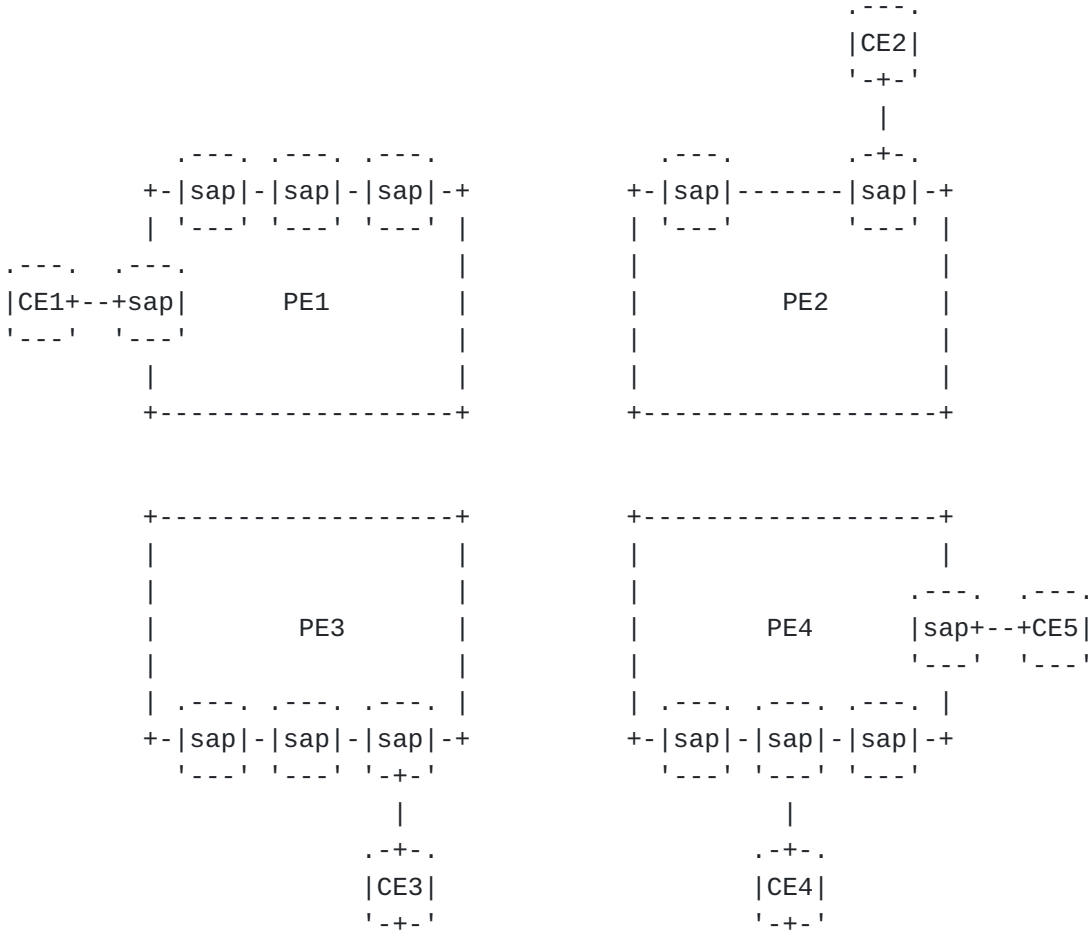 .---.
                                                      |CE2|
                                                      '-+-'
                                                        |
           .---. .---. .---.              .---.       .-+-.
         +-|sap|-|sap|-|sap|-+          +-|sap|-------|sap|-+
         | '---' '---' '---' |          | '---'       '---' |
.---.  .---.                 |          |                   |
|CE1+--+sap|      PE1        |          |         PE2       |
'---'  '---'                 |          |                   |
         |                   |          |                   |
         +-------------------+          +-------------------+

         +-------------------+          +-------------------+
         |                   |          |                   |
         |                   |          |                 .---.  .---.
         |         PE3       |          |        PE4      |sap+--+CE5|
         |                   |          |                 '---'  '---'
         | .---. .---. .---. |          | .---. .---. .---. |
         +-|sap|-|sap|-|sap|-+          +-|sap|-|sap|-|sap|-+
           '---' '---' '-+-'              '---' '---' '---'
                         |                        |
                       .-+-.                    .-+-.
                       |CE3|                    |CE4|
                       '-+-'                    '-+-'